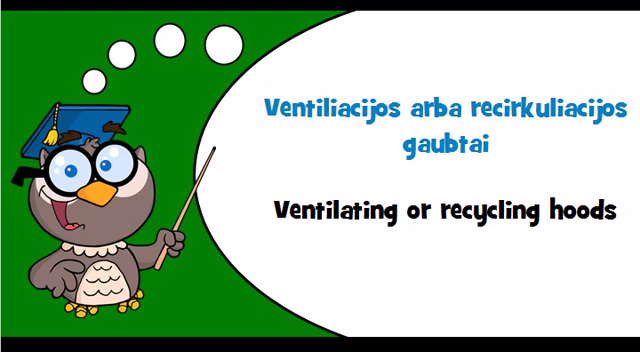 Ventiliacijos arba recirkuliacijos
gaubtai
Ventilating or recycling hoods